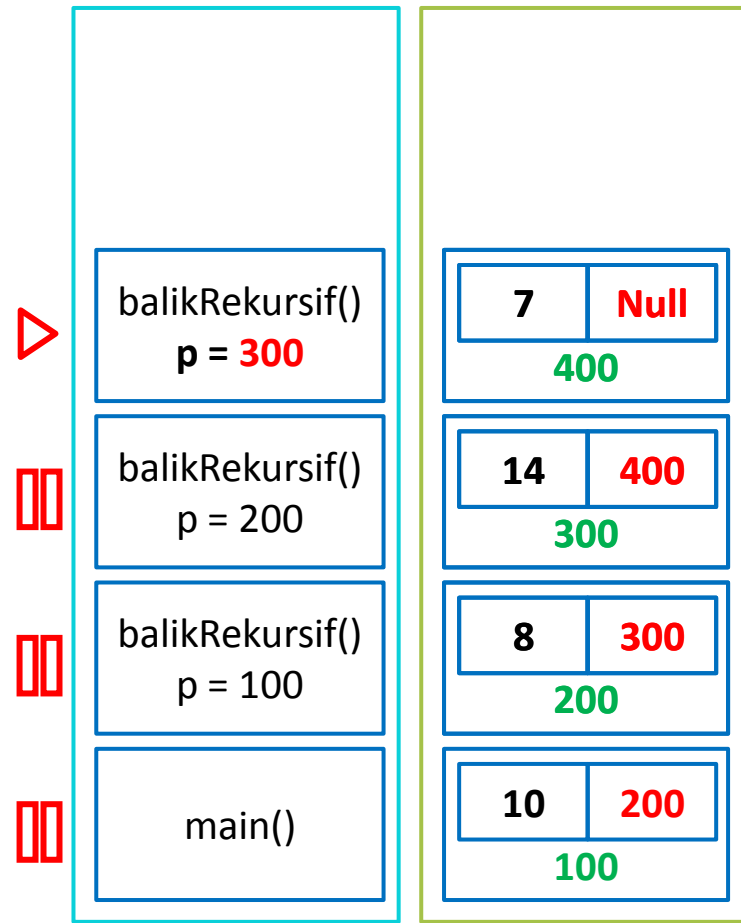 balikRekursif()
p = 300
balikRekursif()
p = 200
balikRekursif()
p = 100
main()
7 Null
400
14 400
300
8 300
200
10 200
100